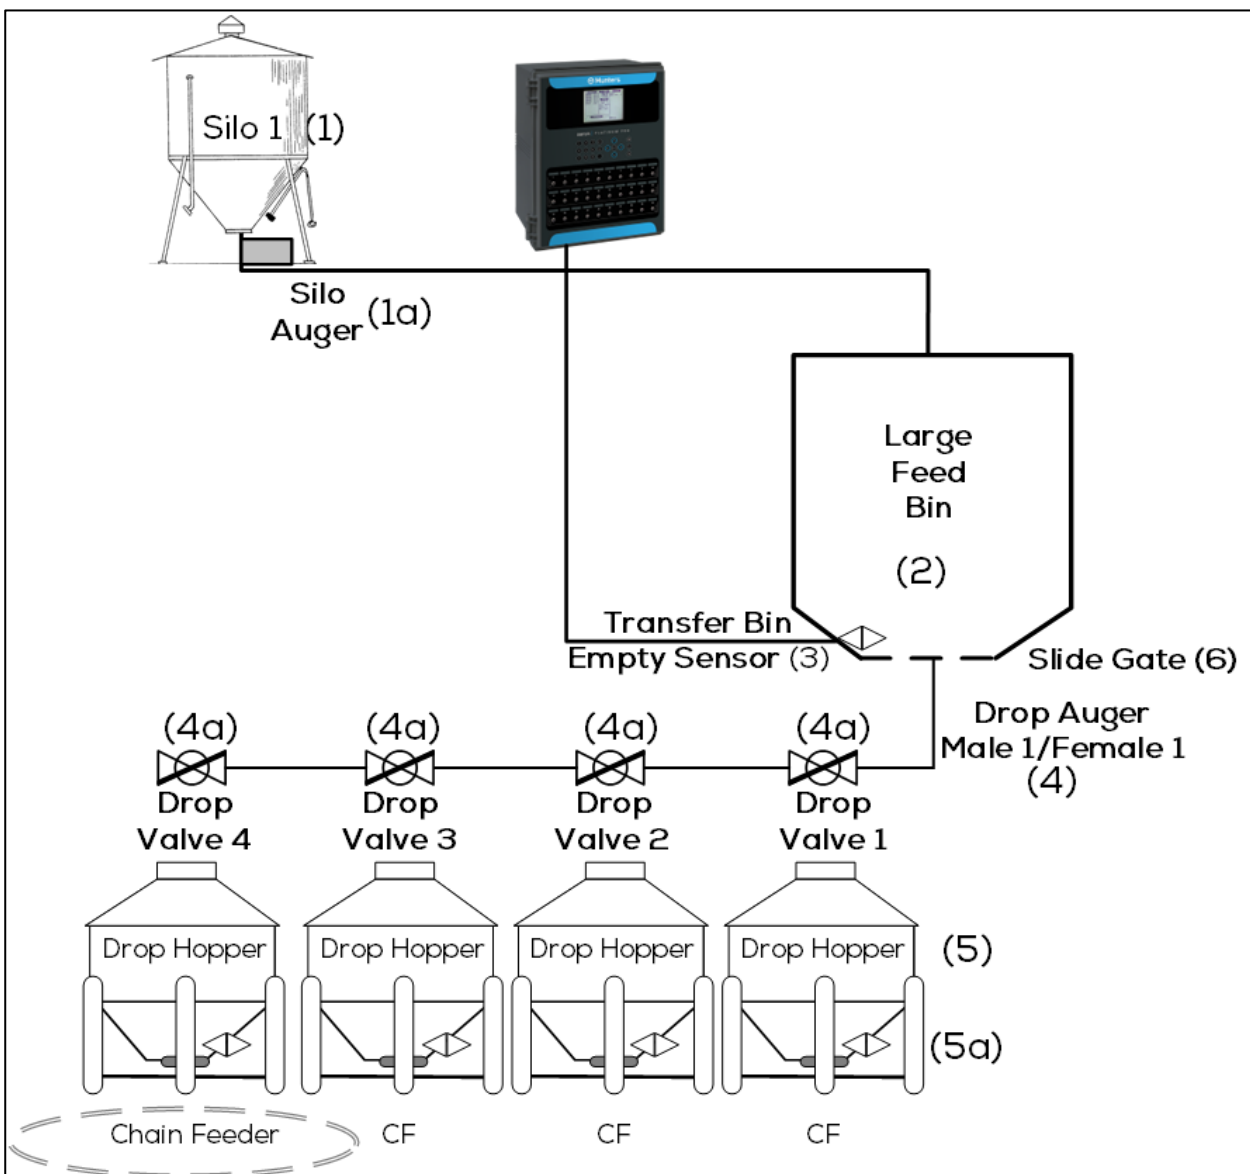 Silo 1 (1)
Munters
Silo
Auger (1a)
Large
Feed
Bin
(2)
Transfer Bin
Empty Sensor (3)
Slide Gate (6)
Drop Auger
Male 1/Female 1
(4)
(4a) (4a) (4a) (4a)
Drop Drop Drop Drop
Valve 4 Valve 3 Valve 2 Valve 1
Drop Hopper Drop Hopper Drop Hopper Drop Hopper (5)
(5a)
Chain Feeder CF CF CF